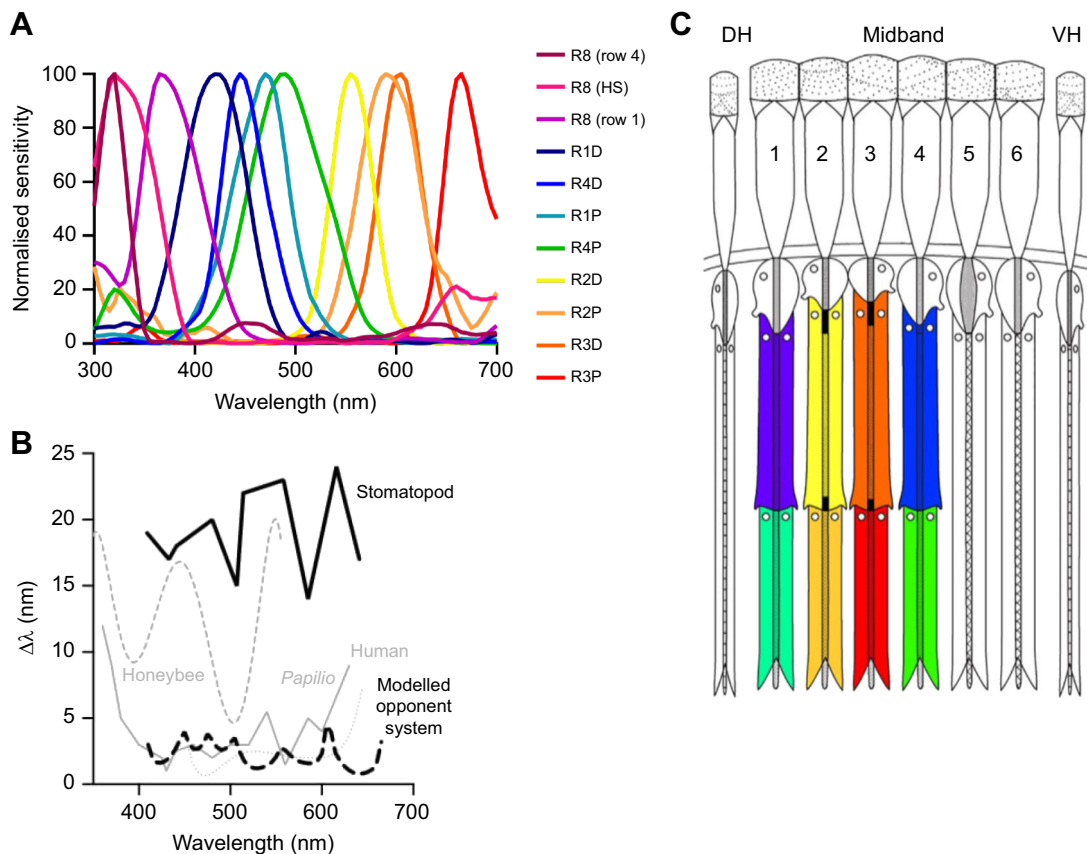 A
R8 (row 4)
R8 (HS)
R8 (row 1)
R1D
R4D
R1P
R4P
R2D
R2P
R3D
R3P
100
80
60
40
20
0
Normalised sensitivity
300 400 500 600 700
Wavelength (nm)
B
25
20
15
10
5
0
Δλ (nm)
Stomatopod
Honeybee
Papilio
Human
Modelled
opponent
system
400 500 600 700
Wavelength (nm)
C
DH Midband VH
1 2 3 4 5 6